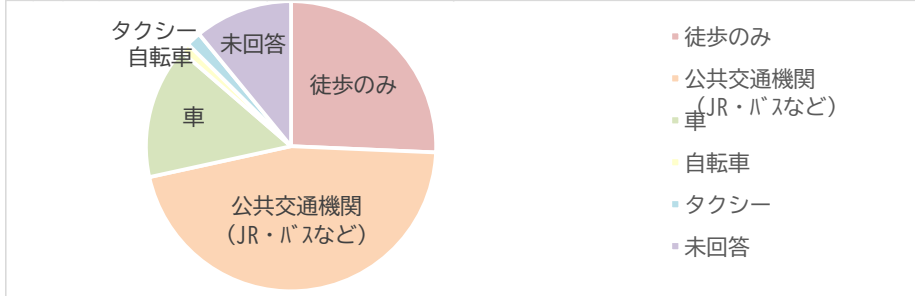 タクシー
自転車
未回答
徒歩のみ
車
公共交通機関
（JR・ﾊﾞｽなど）
徒歩のみ
公共交通機関
（JR・ﾊﾞｽなど）
車
自転車
タクシー
未回答